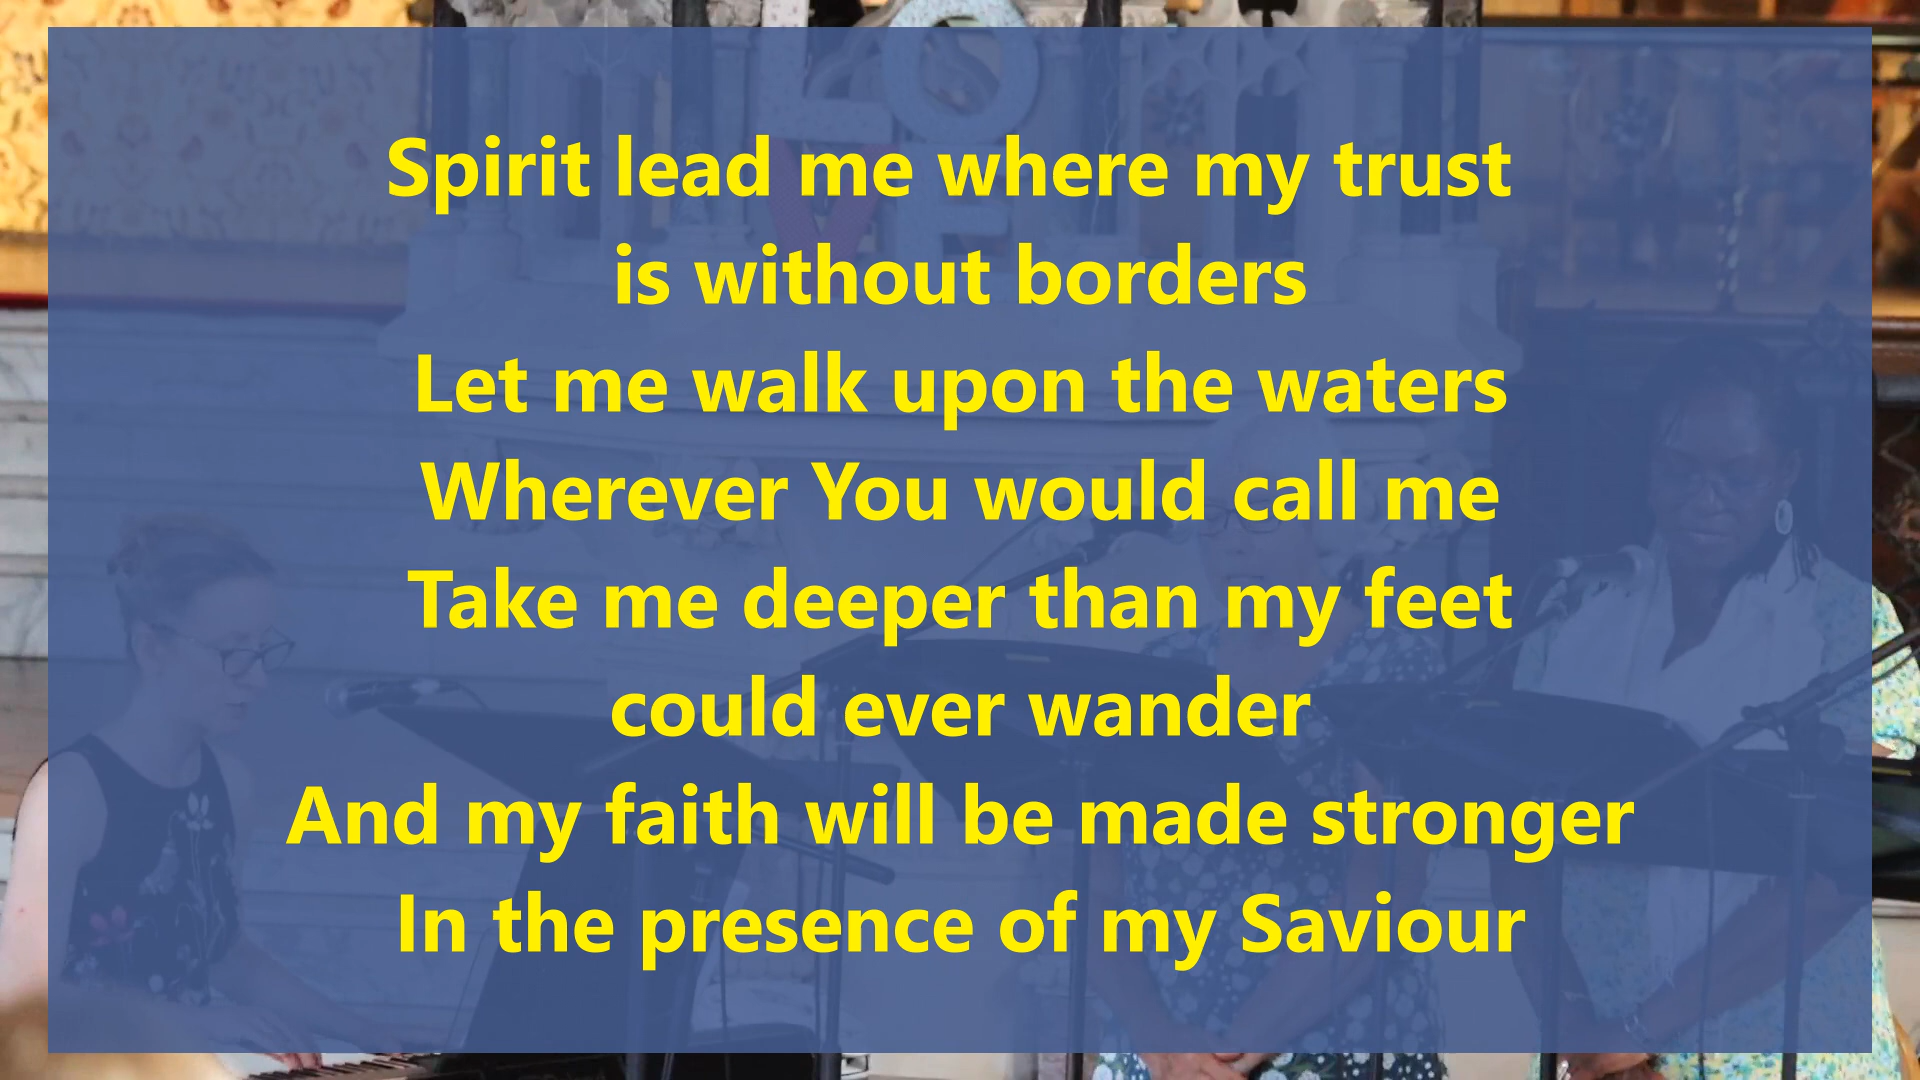 LO
VE
Spirit lead me where my trust
is without borders
Let me walk upon the waters
Wherever You would call me
Take me deeper than my feet
could ever wander
And my faith will be made stronger
In the presence of my Saviour